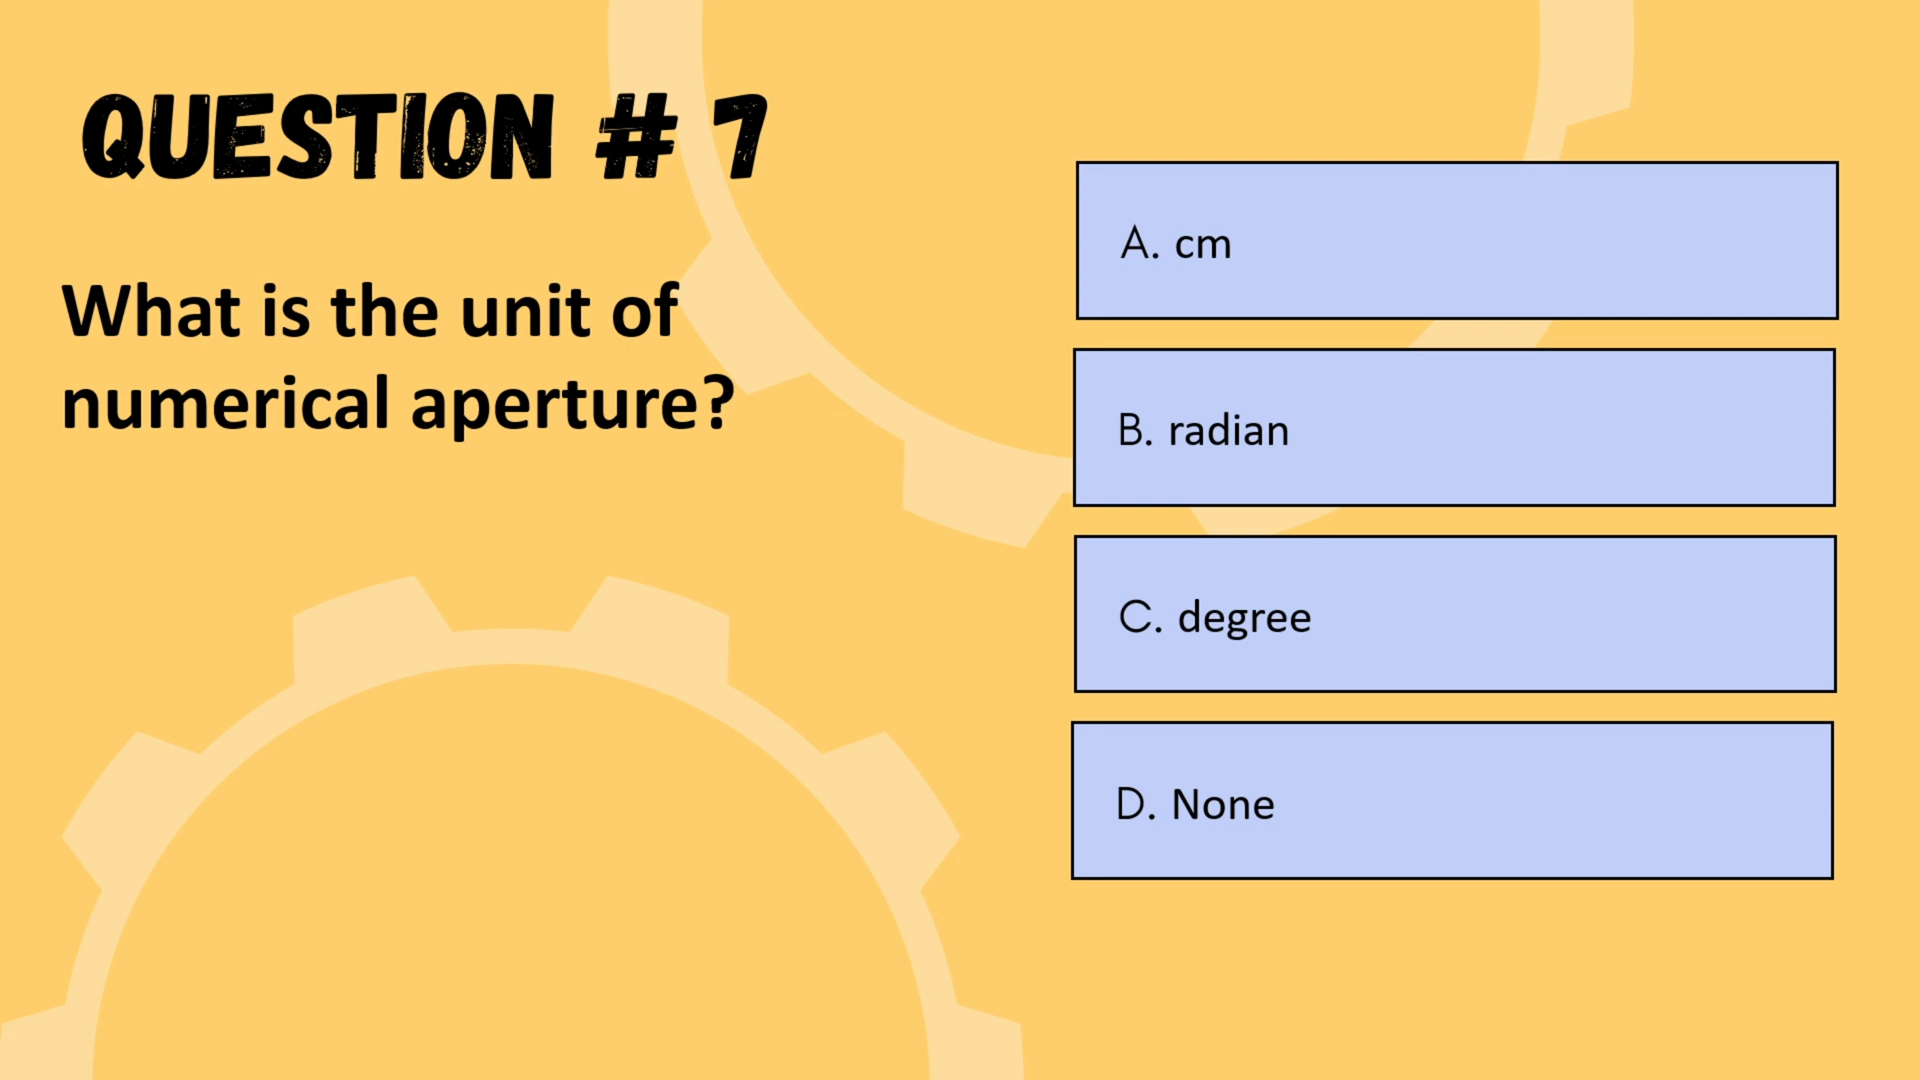 QUESTION # 7
What is the unit of
numerical aperture?
A. cm
B. radian
C. degree
D. None